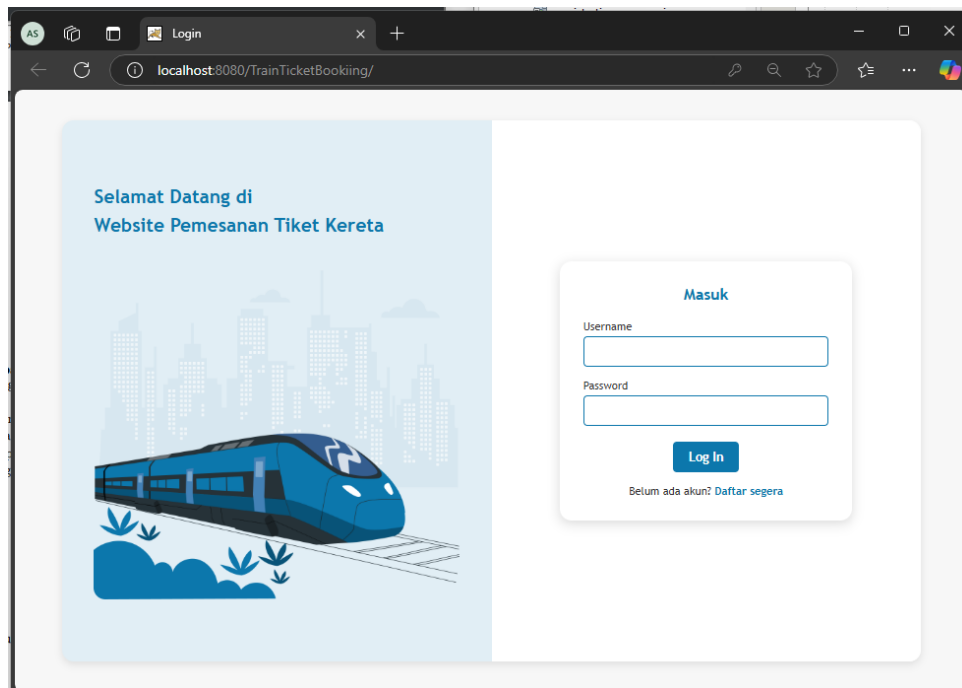 AS
Login
localhost:8080/TrainTicketBookiing/
Selamat Datang di
Website Pemesanan Tiket Kereta
Masuk
Username
Password
Log In
Belum ada akun? Daftar segera